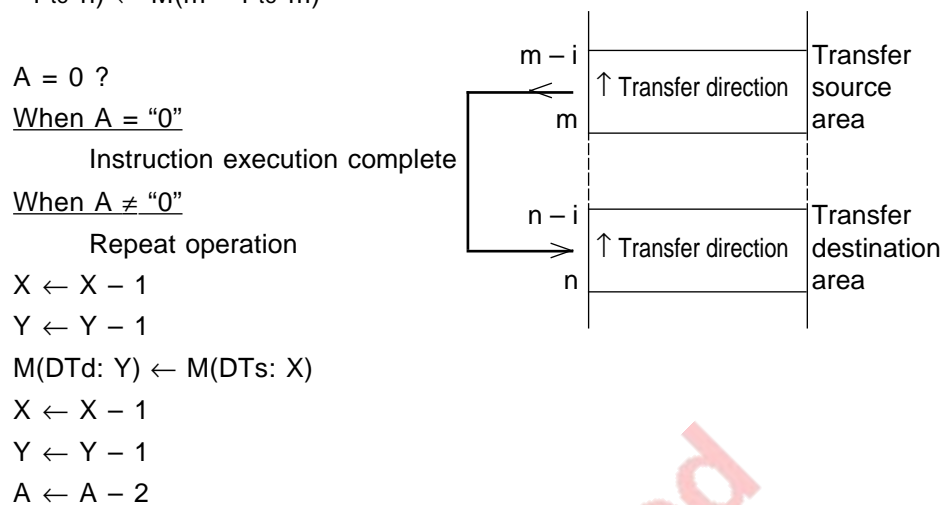 A = 0 ?
When A = “0”
Instruction execution complete
When A ≠ “0”
Repeat operation
X ← X – 1
Y ← Y – 1
M(DTd: Y) ← M(DTs: X)
X ← X – 1
Y ← Y – 1
A ← A – 2
m – i
↑ Transfer direction
m
Transfer
source
area
n – i
↑ Transfer direction
n
Transfer
destination
area